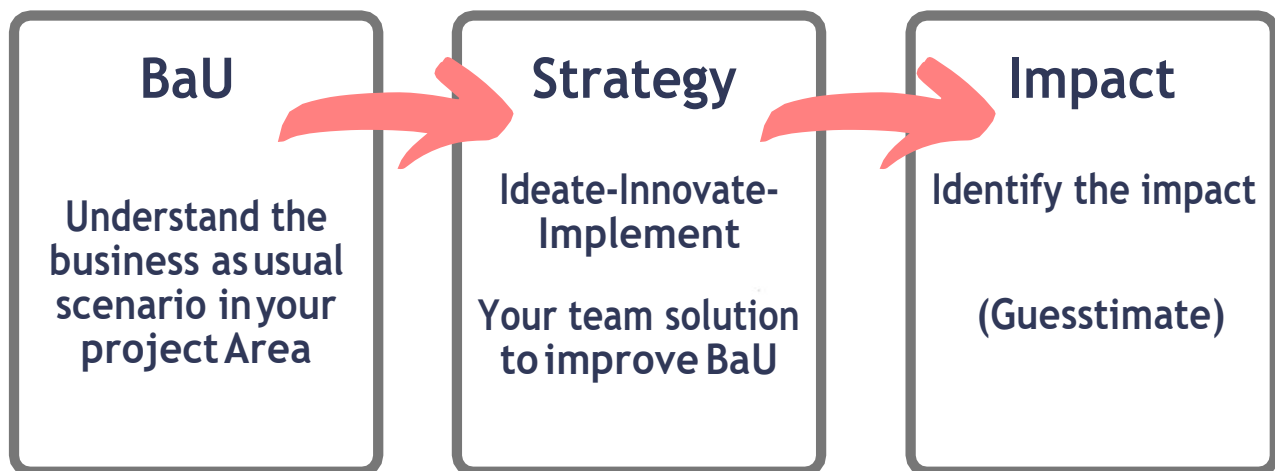 BaU
Understand the
business as usual
scenario in your
project Area
Strategy
Ideate-Innovate-
Implement
Your team solution
to improve BaU
Impact
Identify the impact
(Guesstimate)